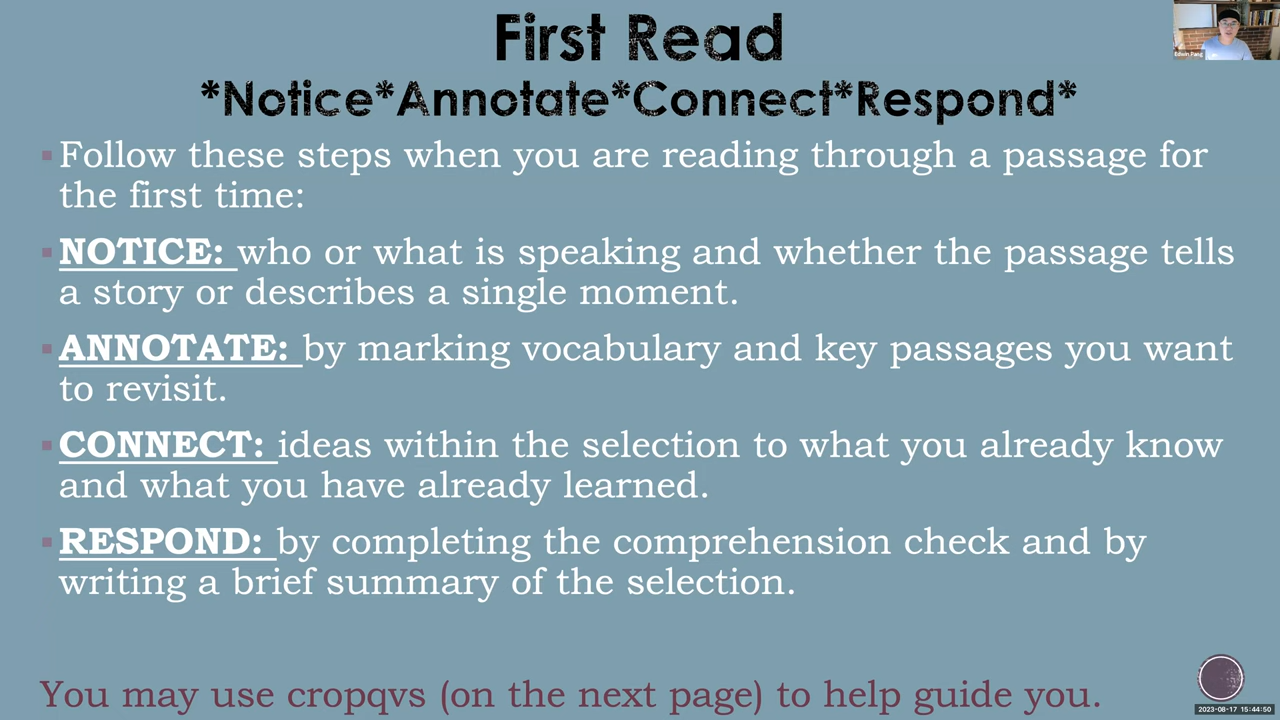 First Read
*Notice*Annotate*Connect*Respond*
Edwin Pang
Follow these steps when you are reading through a passage for
the first time:
NOTICE: who or what is speaking and whether the passage tells
a story or describes a single moment.
ANNOTATE: by marking vocabulary and key passages you want
to revisit.
CONNECT: ideas within the selection to what you already know
and what you have already learned.
RESPOND: by completing the comprehension check and by
writing a brief summary of the selection.
You may use cropqvs (on the next page) to help guide you.
2023-08-17 15:44:50